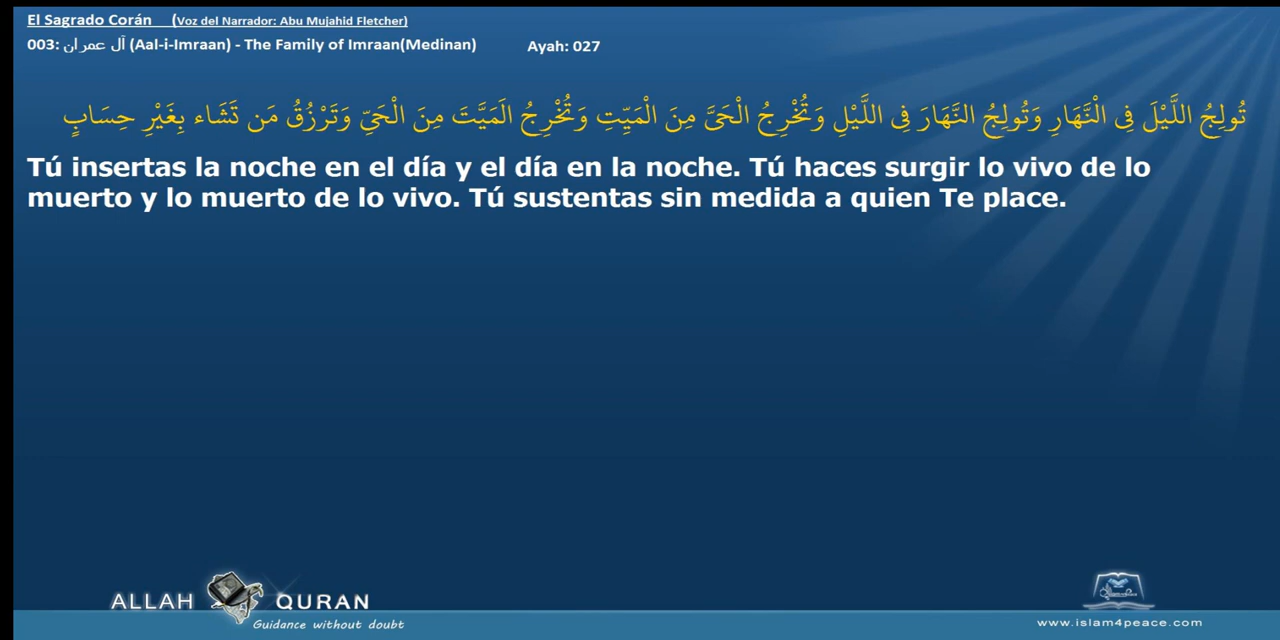 El Sagrado Corán (Voz del Narrador: Abu Mujahid Fletcher)
003: آل عمران (Aal-i-Imraan) - The Family of Imraan(Medinan) Ayah: 027
تُولِجُ اللَّيْلَ فِي الْنَّهَارِ وَتُولِجُ النَّهَارَ فِي اللَّيْلِ وَتُخْرِجُ الْحَيَّ مِنَ الْمَيِّتِ وَتُخْرِجُ الَمَيَّتَ مِنَ الْحَيِّ وَتَرْزُقُ مَن تَشَاء بِغَيْرِ حِسَابٍ
Tú insertas la noche en el día y el día en la noche. Tú haces surgir lo vivo de lo
muerto y lo muerto de lo vivo. Tú sustentas sin medida a quien Te place.
ALLAH QURAN
Guidance without doubt
www.islam4peace.com